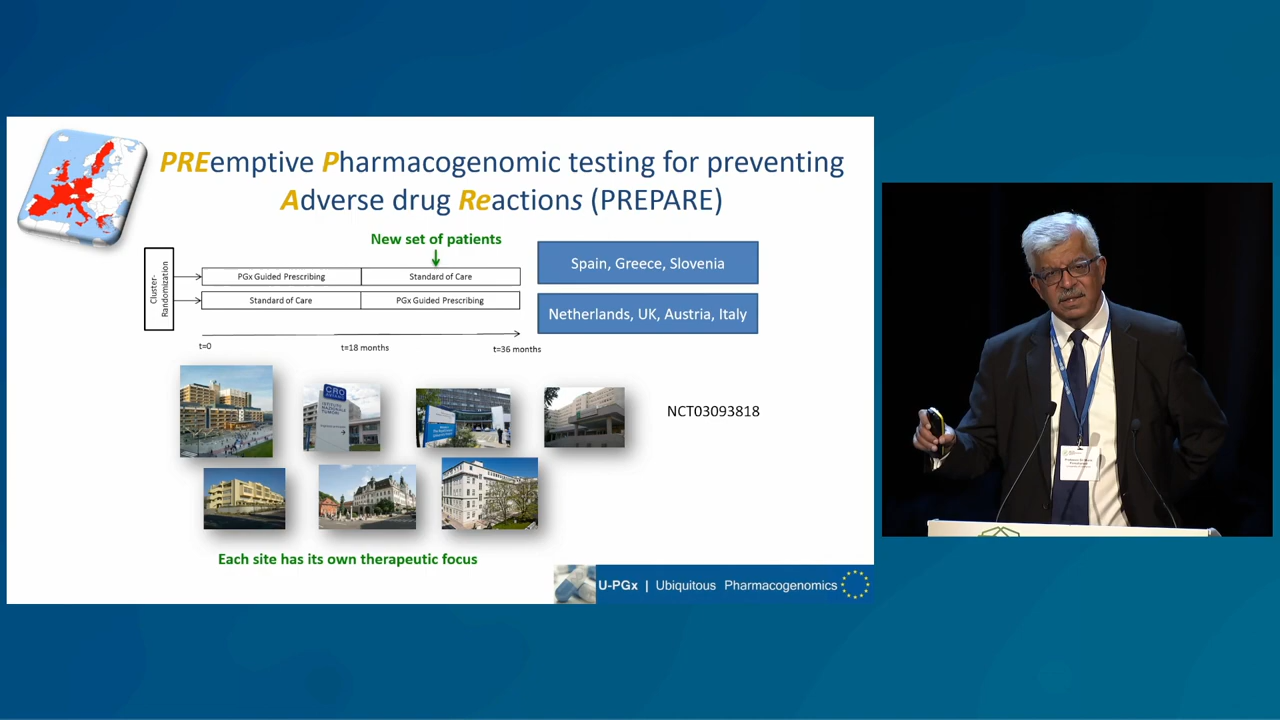 PREemptive Pharmacogenomic testing for preventing
Adverse drug Reactions (PREPARE)
New set of patients
Cluster-
Randomization
PGx Guided Prescribing
Standard of Care
Standard of Care
PGx Guided Prescribing
t=0
t=18 months
t=36 months
Spain, Greece, Slovenia
Netherlands, UK, Austria, Italy
CRO
NCT03093818
Each site has its own therapeutic focus
U-PGx | Ubiquitous Pharmacogenomics